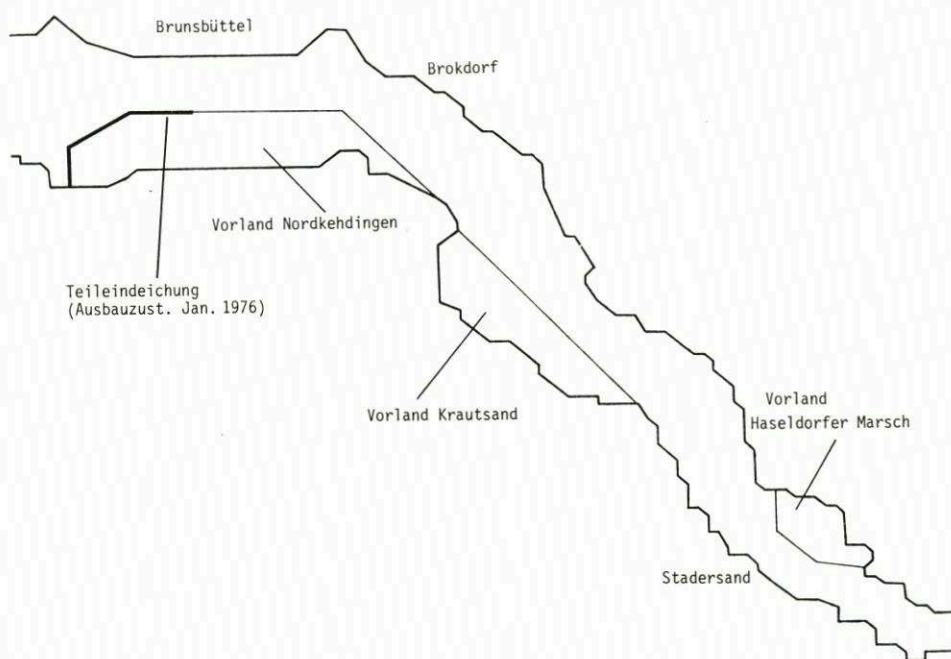 Brunsbüttel
Brokdorf
Vorland Nordkehdingen
Teileindeichung
(Ausbauzust. Jan. 1976)
Vorland Krautsand
Vorland
Haseldorfer Marsch
Stadersand